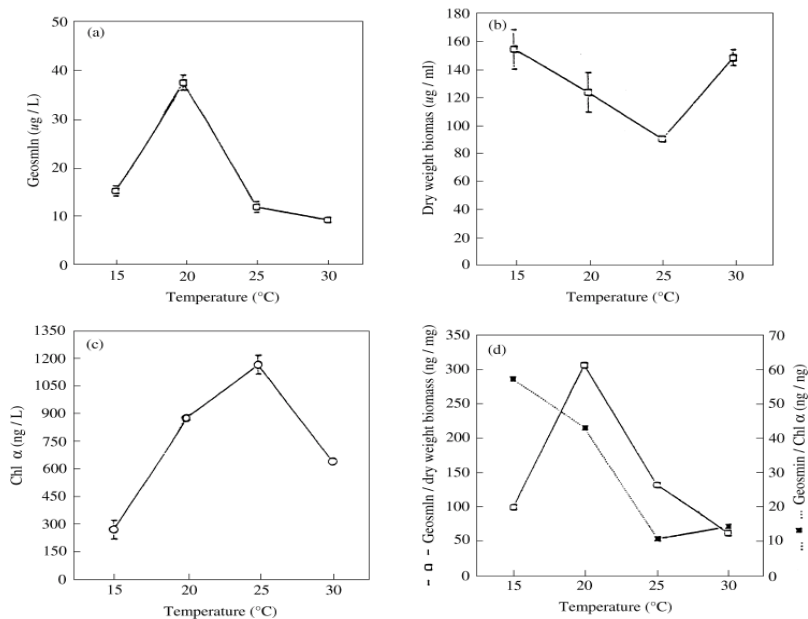 (a)
50
40
30
20
10
0
Geosmln (ug / L)
15 20 25 30
Temperature (°C)
(b)
180
160
140
120
100
80
60
40
20
0
Dry weight biomas (ug / ml)
15 20 25 30
Temperature (°C)
(c)
1350
1200
1050
900
750
600
450
300
150
0
Chl α (ng / L)
15 20 25 30
Temperature (°C)
(d)
350
300
250
200
150
100
50
0
Geosmln / dry weight biomass (ng / mg)
70
60
50
40
30
20
10
0
... Geosmin / Chl α (ng / ng)
15 20 25 30
Temperature (°C)